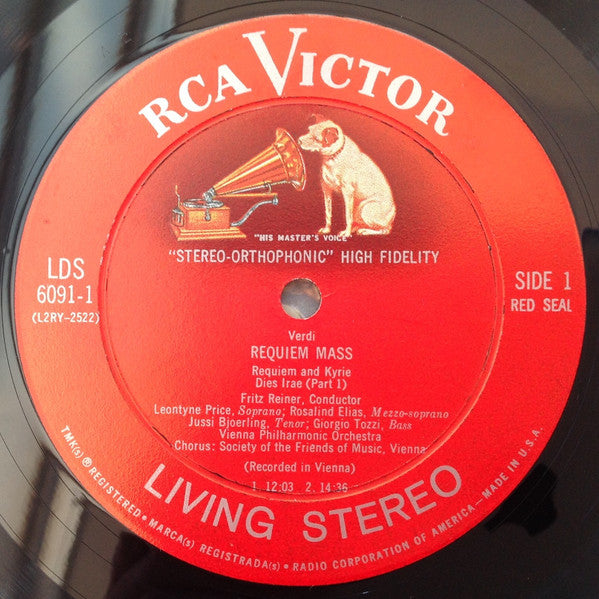 RCA VICTOR
"HIS MASTER'S VOICE"
"STEREO-ORTHOPHONIC" HIGH FIDELITY
LDS
6091-1
(L2RY-2522)
SIDE 1
RED SEAL
Verdi
REQUIEM MASS
Requiem and Kyrie
Dies Irae (Part 1)
Fritz Reiner, Conductor
Leontyne Price, Soprano; Rosalind Elias, Mezzo-soprano
Jussi Bjoerling, Tenor; Giorgio Tozzi, Bass
Vienna Philharmonic Orchestra
Chorus: Society of the Friends of Music, Vienna
(Recorded in Vienna)
1. 12:03 2. 14:36
LIVING STEREO
TMK(s) ® REGISTERED • MARCA(s) REGISTRADA(s) • RADIO CORPORATION OF AMERICA—MADE IN U.S.A.